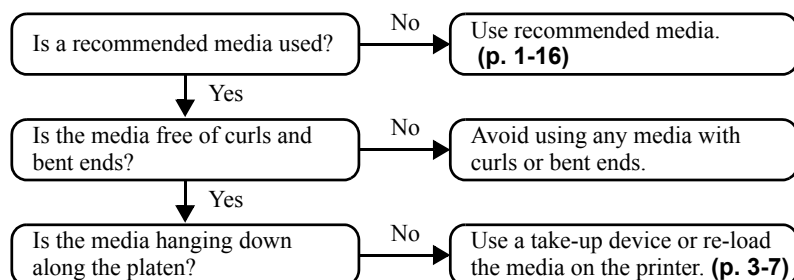 Is a recommended media used?
No
Use recommended media.
(p. 1-16)
Yes
Is the media free of curls and
bent ends?
No
Avoid using any media with
curls or bent ends.
Yes
Is the media hanging down
along the platen?
No
Use a take-up device or re-load
the media on the printer. (p. 3-7)